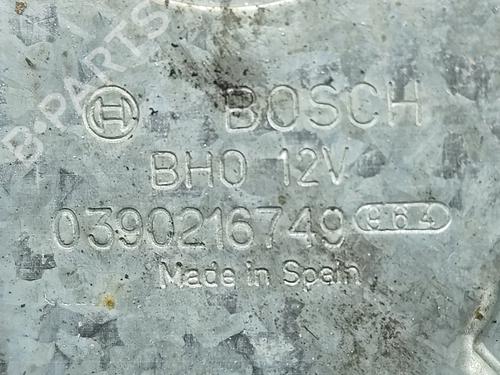 B-PARTS
BOSCH
BHO 12V
0390216749 964
Made in Spain